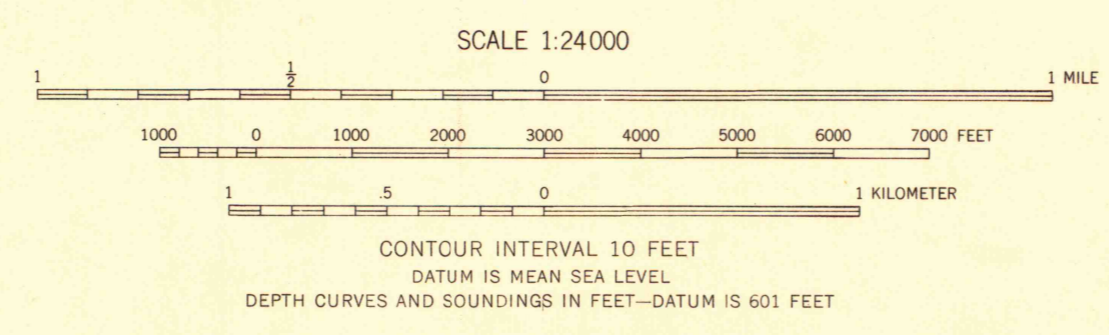 SCALE 1:24000
1 1/2 0 1 MILE
1000 0 1000 2000 3000 4000 5000 6000 7000 FEET
1 .5 0 1 KILOMETER
CONTOUR INTERVAL 10 FEET
DATUM IS MEAN SEA LEVEL
DEPTH CURVES AND SOUNDINGS IN FEET—DATUM IS 601 FEET